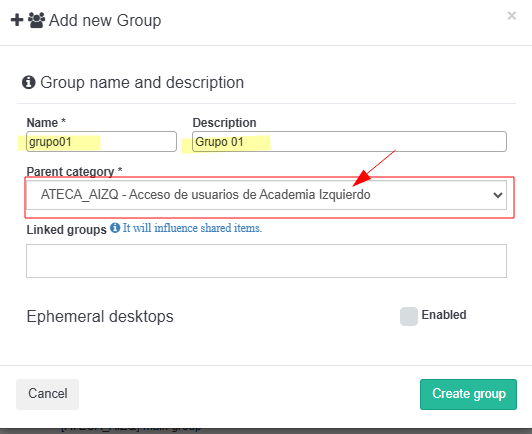 Add new Group
×
Group name and description
Name *
Description
grupo01
Grupo 01
Parent category *
ATECA_AIZQ - Acceso de usuarios de Academia Izquierdo
Linked groups It will influence shared items.
Ephemeral desktops
Enabled
Cancel
Create group
[ATECA_AIZQ] main group